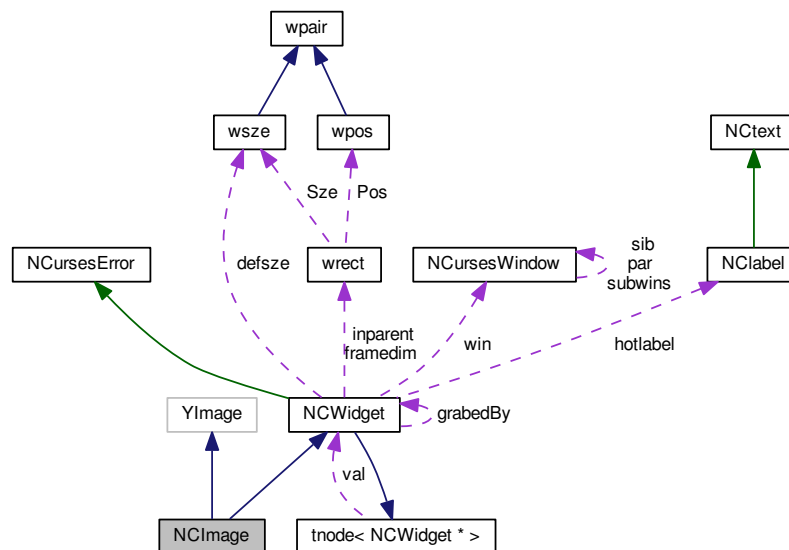 wpair
wsze
wpos
NCtext
Sze
Pos
NCursesError
defsze
wrect
NCursesWindow
sib
par
subwins
NClabel
inparent
framedim
win
hotlabel
YImage
NCWidget
grabedBy
val
NCImage
tnode< NCWidget * >